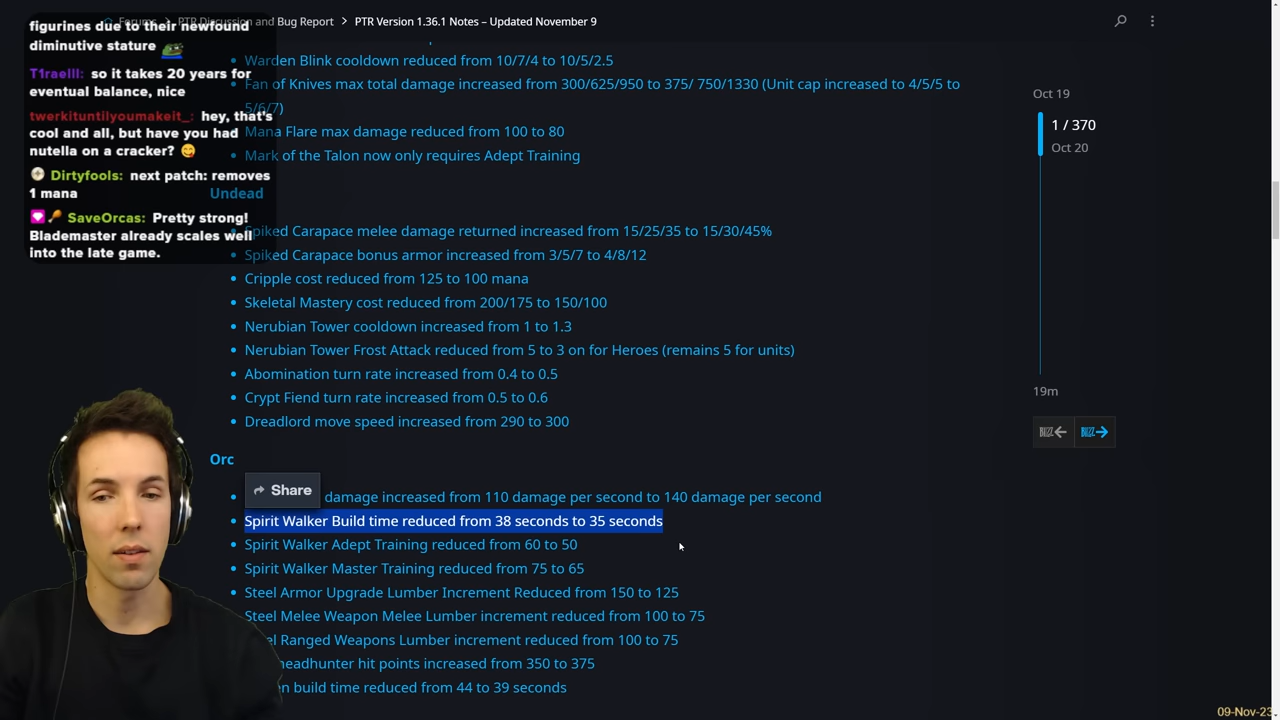 Forums > PTR Discussion and Bug Report > PTR Version 1.36.1 Notes – Updated November 9
figurines due to their newfound
diminutive stature
T1raelll: so it takes 20 years for
eventual balance, nice
twerkituntilyoumakeit_: hey, that's
cool and all, but have you had
nutella on a cracker? 😋
Dirtyfools: next patch: removes
1 mana
SaveOrcas: Pretty strong!
Blademaster already scales well
into the late game.
Warden Blink cooldown reduced from 10/7/4 to 10/5/2.5
Fan of Knives max total damage increased from 300/625/950 to 375/ 750/1330 (Unit cap increased to 4/5/5 to
5/6/7)
Mana Flare max damage reduced from 100 to 80
Mark of the Talon now only requires Adept Training
Undead
Spiked Carapace melee damage returned increased from 15/25/35 to 15/30/45%
Spiked Carapace bonus armor increased from 3/5/7 to 4/8/12
Cripple cost reduced from 125 to 100 mana
Skeletal Mastery cost reduced from 200/175 to 150/100
Nerubian Tower cooldown increased from 1 to 1.3
Nerubian Tower Frost Attack reduced from 5 to 3 on for Heroes (remains 5 for units)
Abomination turn rate increased from 0.4 to 0.5
Crypt Fiend turn rate increased from 0.5 to 0.6
Dreadlord move speed increased from 290 to 300
Orc
Share
damage increased from 110 damage per second to 140 damage per second
Spirit Walker Build time reduced from 38 seconds to 35 seconds
Spirit Walker Adept Training reduced from 60 to 50
Spirit Walker Master Training reduced from 75 to 65
Steel Armor Upgrade Lumber Increment Reduced from 150 to 125
Steel Melee Weapon Melee Lumber increment reduced from 100 to 75
Ranged Weapons Lumber increment reduced from 100 to 75
headhunter hit points increased from 350 to 375
build time reduced from 44 to 39 seconds
Oct 19
1 / 370
Oct 20
19m
BLIZZ
BLIZZ
09-Nov-23